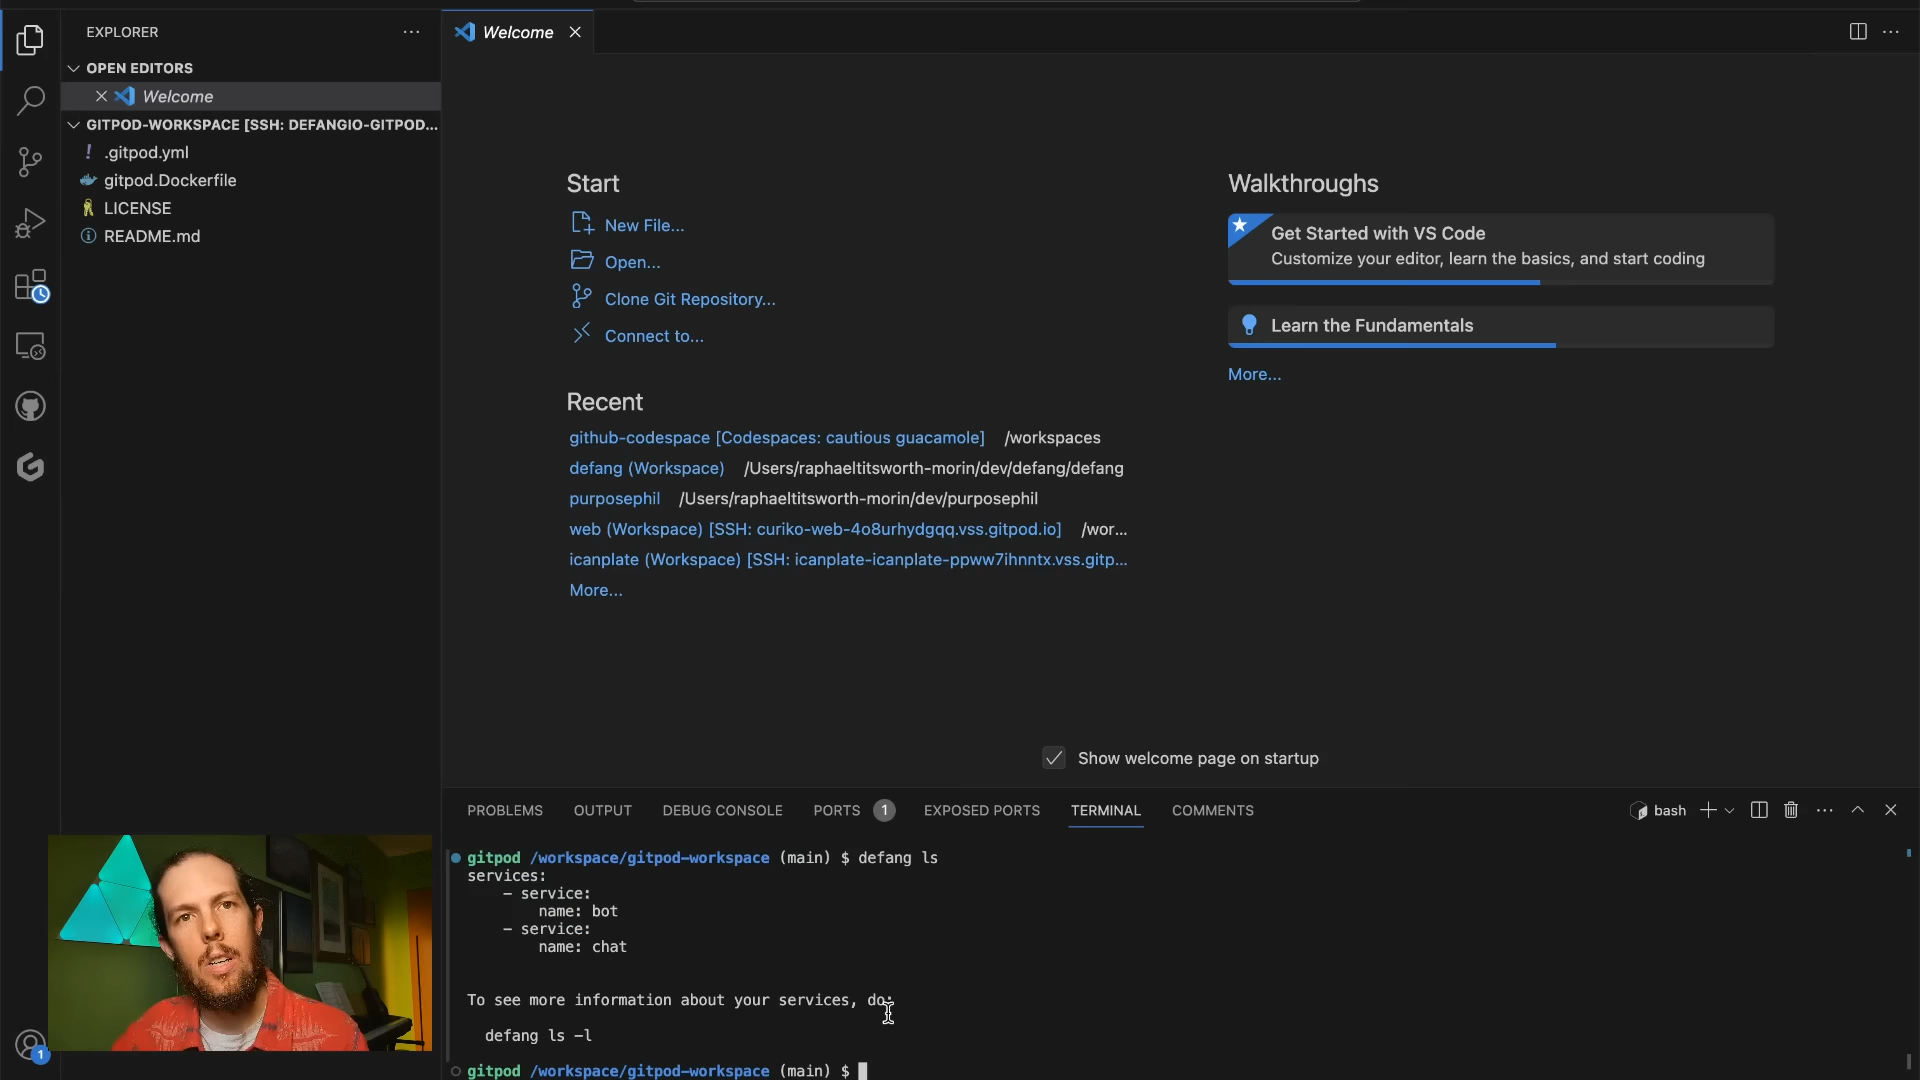 EXPLORER
OPEN EDITORS
Welcome
GITPOD-WORKSPACE [SSH: DEFANGIO-GITPOD...
! .gitpod.yml
gitpod.Dockerfile
LICENSE
README.md
1
Welcome
Start
New File...
Open...
Clone Git Repository...
Connect to...
Recent
github-codespace [Codespaces: cautious guacamole] /workspaces
defang (Workspace) /Users/raphaeltitsworth-morin/dev/defang/defang
purposephil /Users/raphaeltitsworth-morin/dev/purposephil
web (Workspace) [SSH: curiko-web-4o8urhydgqq.vss.gitpod.io] /wor...
icanplate (Workspace) [SSH: icanplate-icanplate-ppww7ihnntx.vss.gitp...
More...
Walkthroughs
Get Started with VS Code
Customize your editor, learn the basics, and start coding
Learn the Fundamentals
More...
Show welcome page on startup
PROBLEMS OUTPUT DEBUG CONSOLE PORTS 1 EXPOSED PORTS TERMINAL COMMENTS
bash
gitpod /workspace/gitpod-workspace (main) $ defang ls
services:
- service:
name: bot
- service:
name: chat
To see more information about your services, do:
defang ls -l
gitpod /workspace/gitpod-workspace (main) $